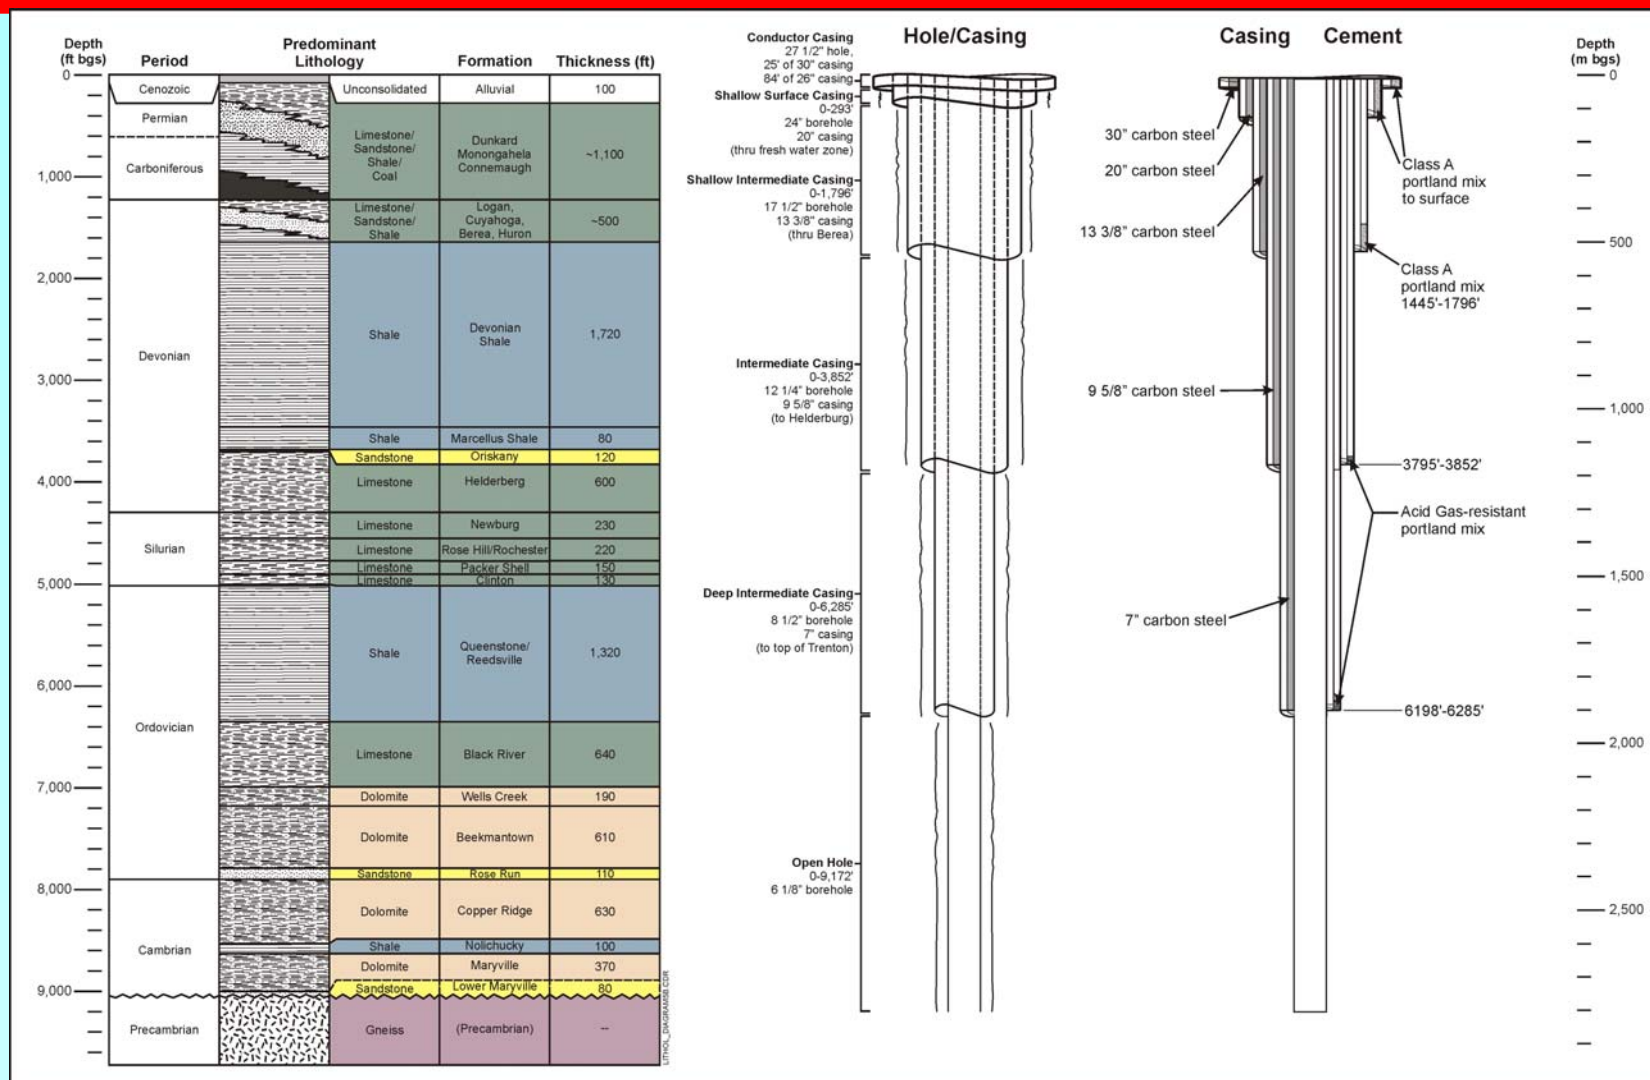 Depth
(ft bgs)
Period
Predominant
Lithology
Formation
Thickness (ft)
0
1,000
2,000
3,000
4,000
5,000
6,000
7,000
8,000
9,000
Cenozoic
Permian
Carboniferous
Devonian
Silurian
Ordovician
Cambrian
Precambrian
Unconsolidated
Alluvial
100
Limestone/
Sandstone/
Shale/
Coal
Dunkard
Monongahela
Connemaugh
~1,100
Limestone/
Sandstone/
Shale
Logan,
Cuyahoga,
Berea, Huron
~500
Shale
Devonian
Shale
1,720
Shale
Marcellus Shale
80
Sandstone
Oriskany
120
Limestone
Helderberg
600
Limestone
Newburg
230
Limestone
Rose Hill/Rochester
220
Limestone
Packer Shell
150
Limestone
Clinton
130
Shale
Queenstone/
Reedsville
1,320
Limestone
Black River
640
Dolomite
Wells Creek
190
Dolomite
Beekmantown
610
Sandstone
Rose Run
110
Dolomite
Copper Ridge
630
Shale
Nolichucky
100
Dolomite
Maryville
370
Sandstone
Lower Maryville
80
Gneiss
(Precambrian)
--
LITHOL_DIAGRAMSB.CDR
Hole/Casing
Conductor Casing
27 1/2" hole,
25' of 30" casing
84' of 26" casing
Shallow Surface Casing
0-293'
24" borehole
20" casing
(thru fresh water zone)
Shallow Intermediate Casing
0-1,796'
17 1/2" borehole
13 3/8" casing
(thru Berea)
Intermediate Casing
0-3,852'
12 1/4" borehole
9 5/8" casing
(to Helderburg)
Deep Intermediate Casing
0-6,285'
8 1/2" borehole
7" casing
(to top of Trenton)
Open Hole
0-9,172'
6 1/8" borehole
Casing
Cement
30" carbon steel
20" carbon steel
13 3/8" carbon steel
9 5/8" carbon steel
7" carbon steel
Class A
portland mix
to surface
Class A
portland mix
1445'-1796'
3795'-3852'
Acid Gas-resistant
portland mix
6198'-6285'
Depth
(m bgs)
0
500
1,000
1,500
2,000
2,500